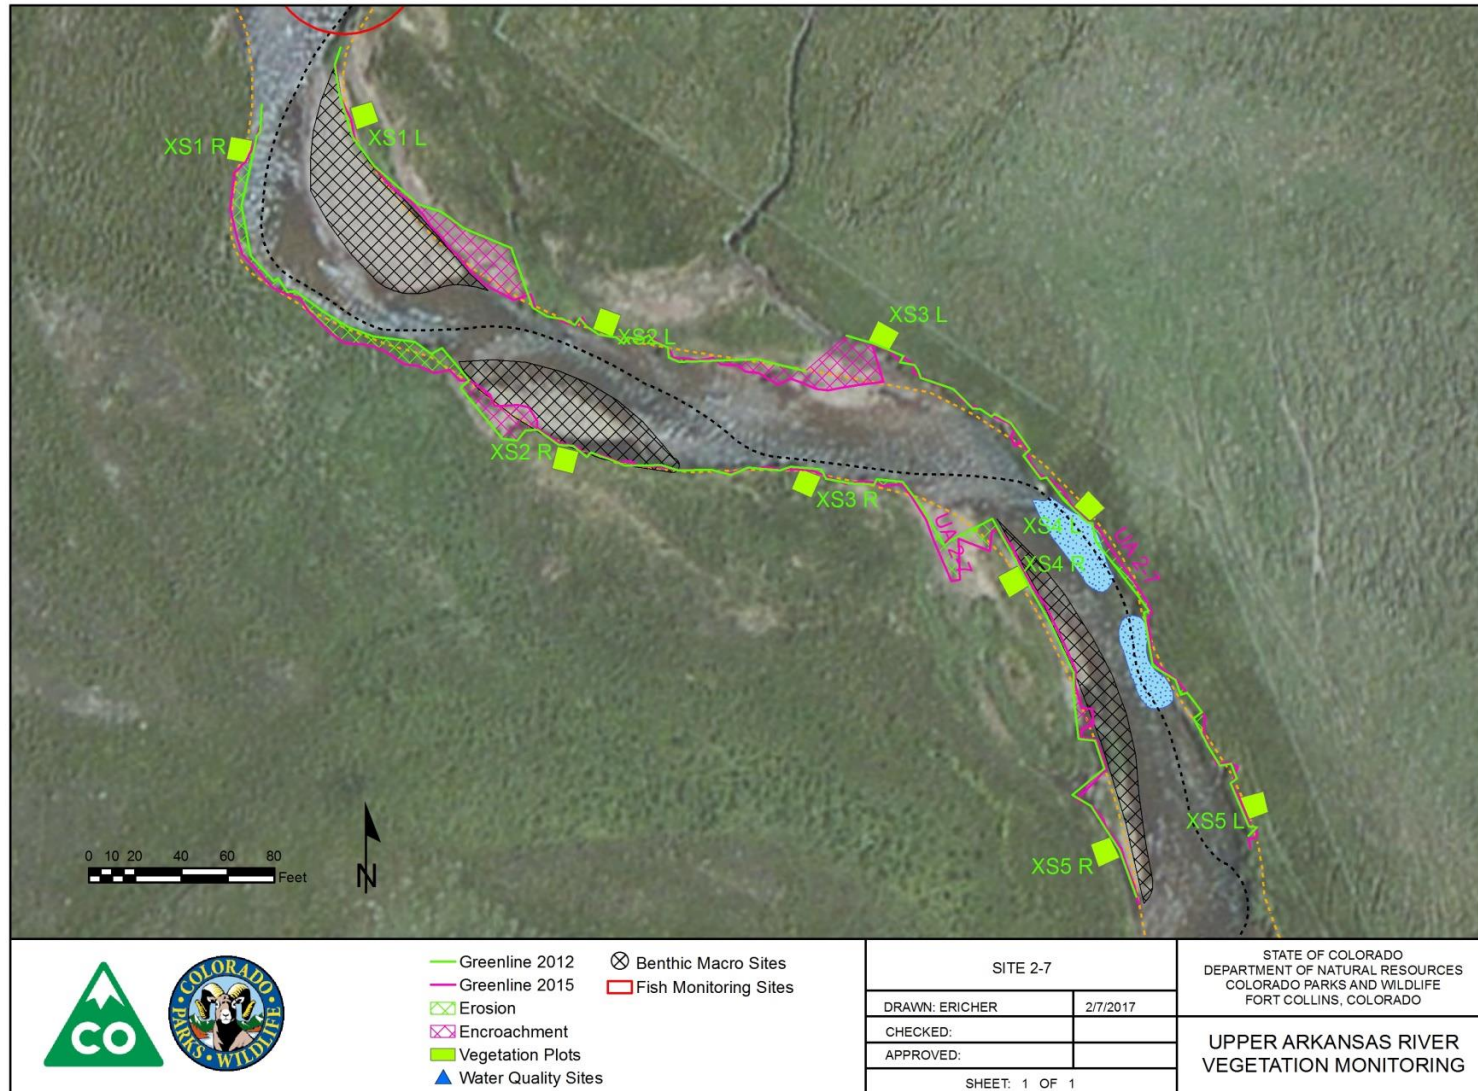 XS1 R
XS1 L
XS2 L
XS3 L
XS2 R
XS3 R
UA 2-7
XS4 L
UA 2-7
XS4 R
XS5 L
XS5 R
0 10 20 40 60 80
Feet
N
CO
COLORADO
PARKS • WILDLIFE
Greenline 2012
Greenline 2015
Erosion
Encroachment
Vegetation Plots
Water Quality Sites
Benthic Macro Sites
Fish Monitoring Sites
SITE 2-7
DRAWN: ERICHER 2/7/2017
CHECKED:
APPROVED:
SHEET: 1 OF 1
STATE OF COLORADO
DEPARTMENT OF NATURAL RESOURCES
COLORADO PARKS AND WILDLIFE
FORT COLLINS, COLORADO
UPPER ARKANSAS RIVER
VEGETATION MONITORING